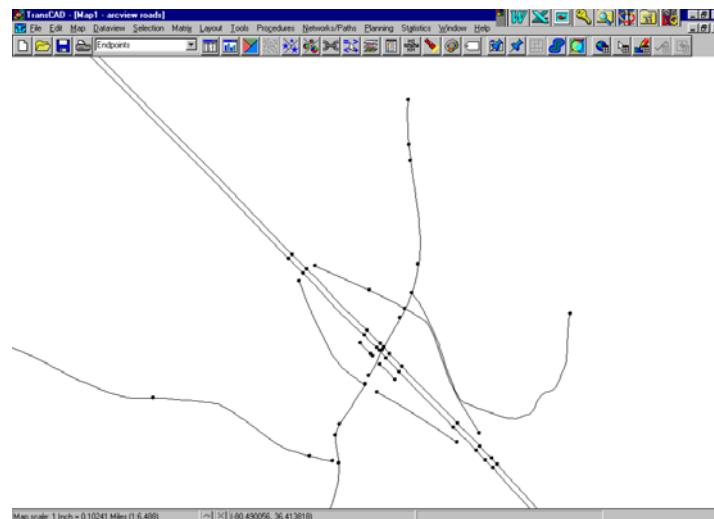 TransCAD - [Map1 - arcview roads]
File Edit Map Dataview Selection Matrix Layout Tools Procedures Networks/Paths Planning Statistics Window Help
Endpoints
Map scale: 1 Inch = 0.10241 Miles (1:6,488) (-80.490056, 36.413818)